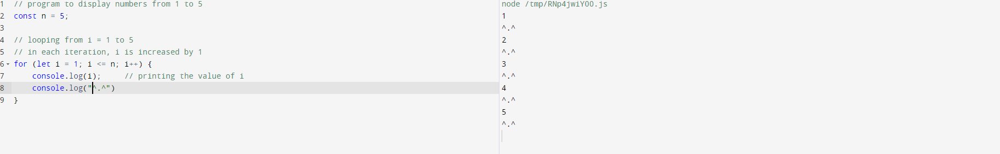 1 // program to display numbers from 1 to 5
2 const n = 5;
3
4 // looping from i = 1 to 5
5 // in each iteration, i is increased by 1
6 for (let i = 1; i <= n; i++) {
7     console.log(i);     // printing the value of i
8     console.log("^.^")
9 }
node /tmp/RNp4jwiY00.js
1
^.^
2
^.^
3
^.^
4
^.^
5
^.^